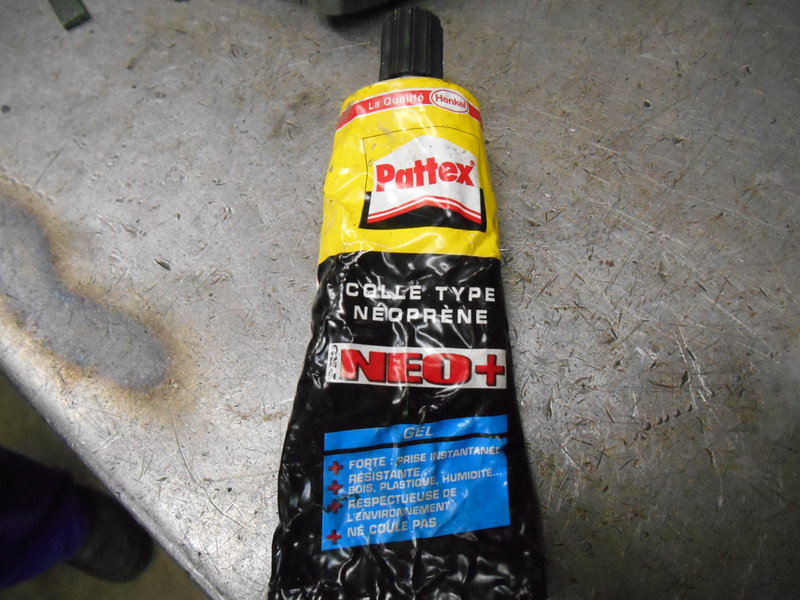 La Qualité Henkel
Pattex®
COLLE TYPE
NÉOPRÈNE
NEO+
GEL
+ FORTE : PRISE INSTANTANÉE
+ RÉSISTANTE :
+ BOIS, PLASTIQUE, HUMIDITÉ...
+ RESPECTUEUSE DE
L'ENVIRONNEMENT
+ NE COULE PAS